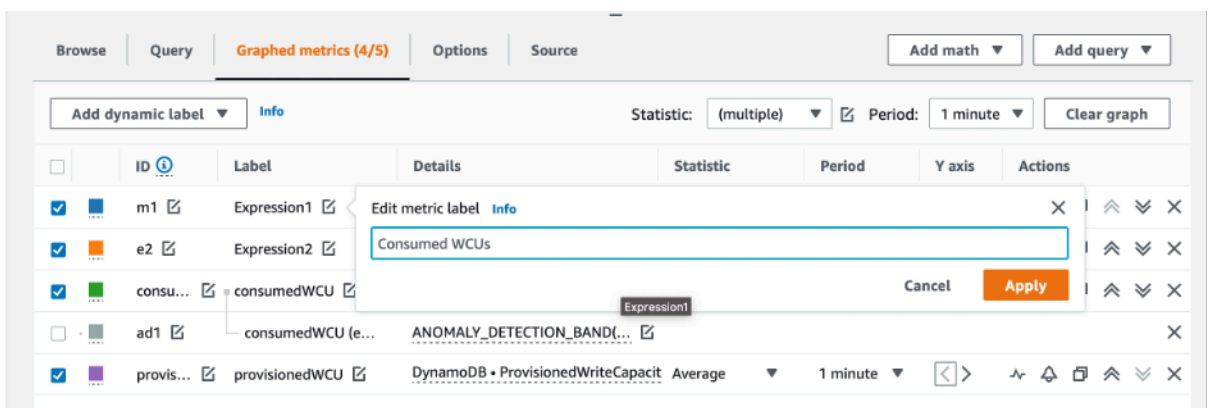 Browse Query Graphed metrics (4/5) Options Source Add math ▼ Add query ▼
Add dynamic label ▼ Info Statistic: (multiple) ▼ Period: 1 minute ▼ Clear graph
ID Label Details Statistic Period Y axis Actions
m1 Expression1 Edit metric label Info
Consumed WCUs
e2 Expression2
Cancel Apply
consu... consumedWCU
Expression1
ad1 consumedWCU (e... ANOMALY_DETECTION_BAND(...
provis... provisionedWCU DynamoDB • ProvisionedWriteCapacit Average ▼ 1 minute ▼